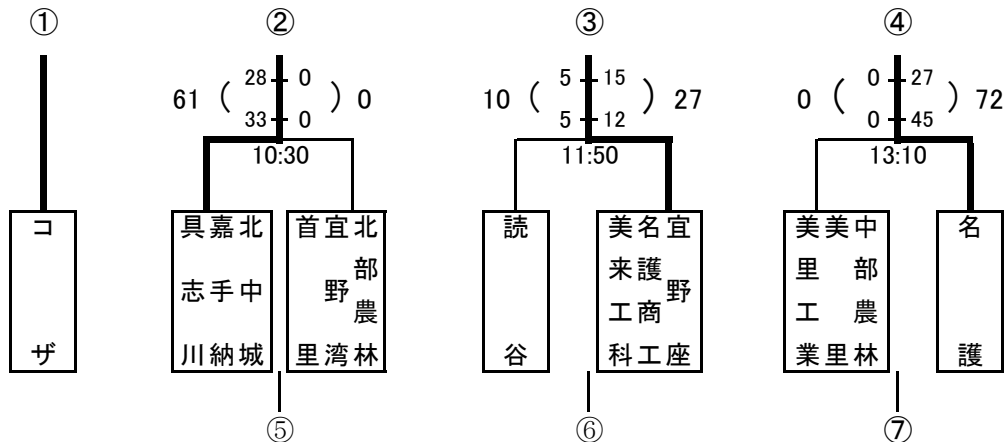 ① ② ③ ④
28 0
61 ( ) 0
33 0
10:30
5 15
10 ( ) 27
5 12
11:50
0 27
0 ( ) 72
0 45
13:10
コザ
北中城
嘉手納
具志川
北部農林
宜野湾
首里
読谷
宜野座
名護商工
美来工科
中部農林
美里
美里工業
名護
⑤ ⑥ ⑦